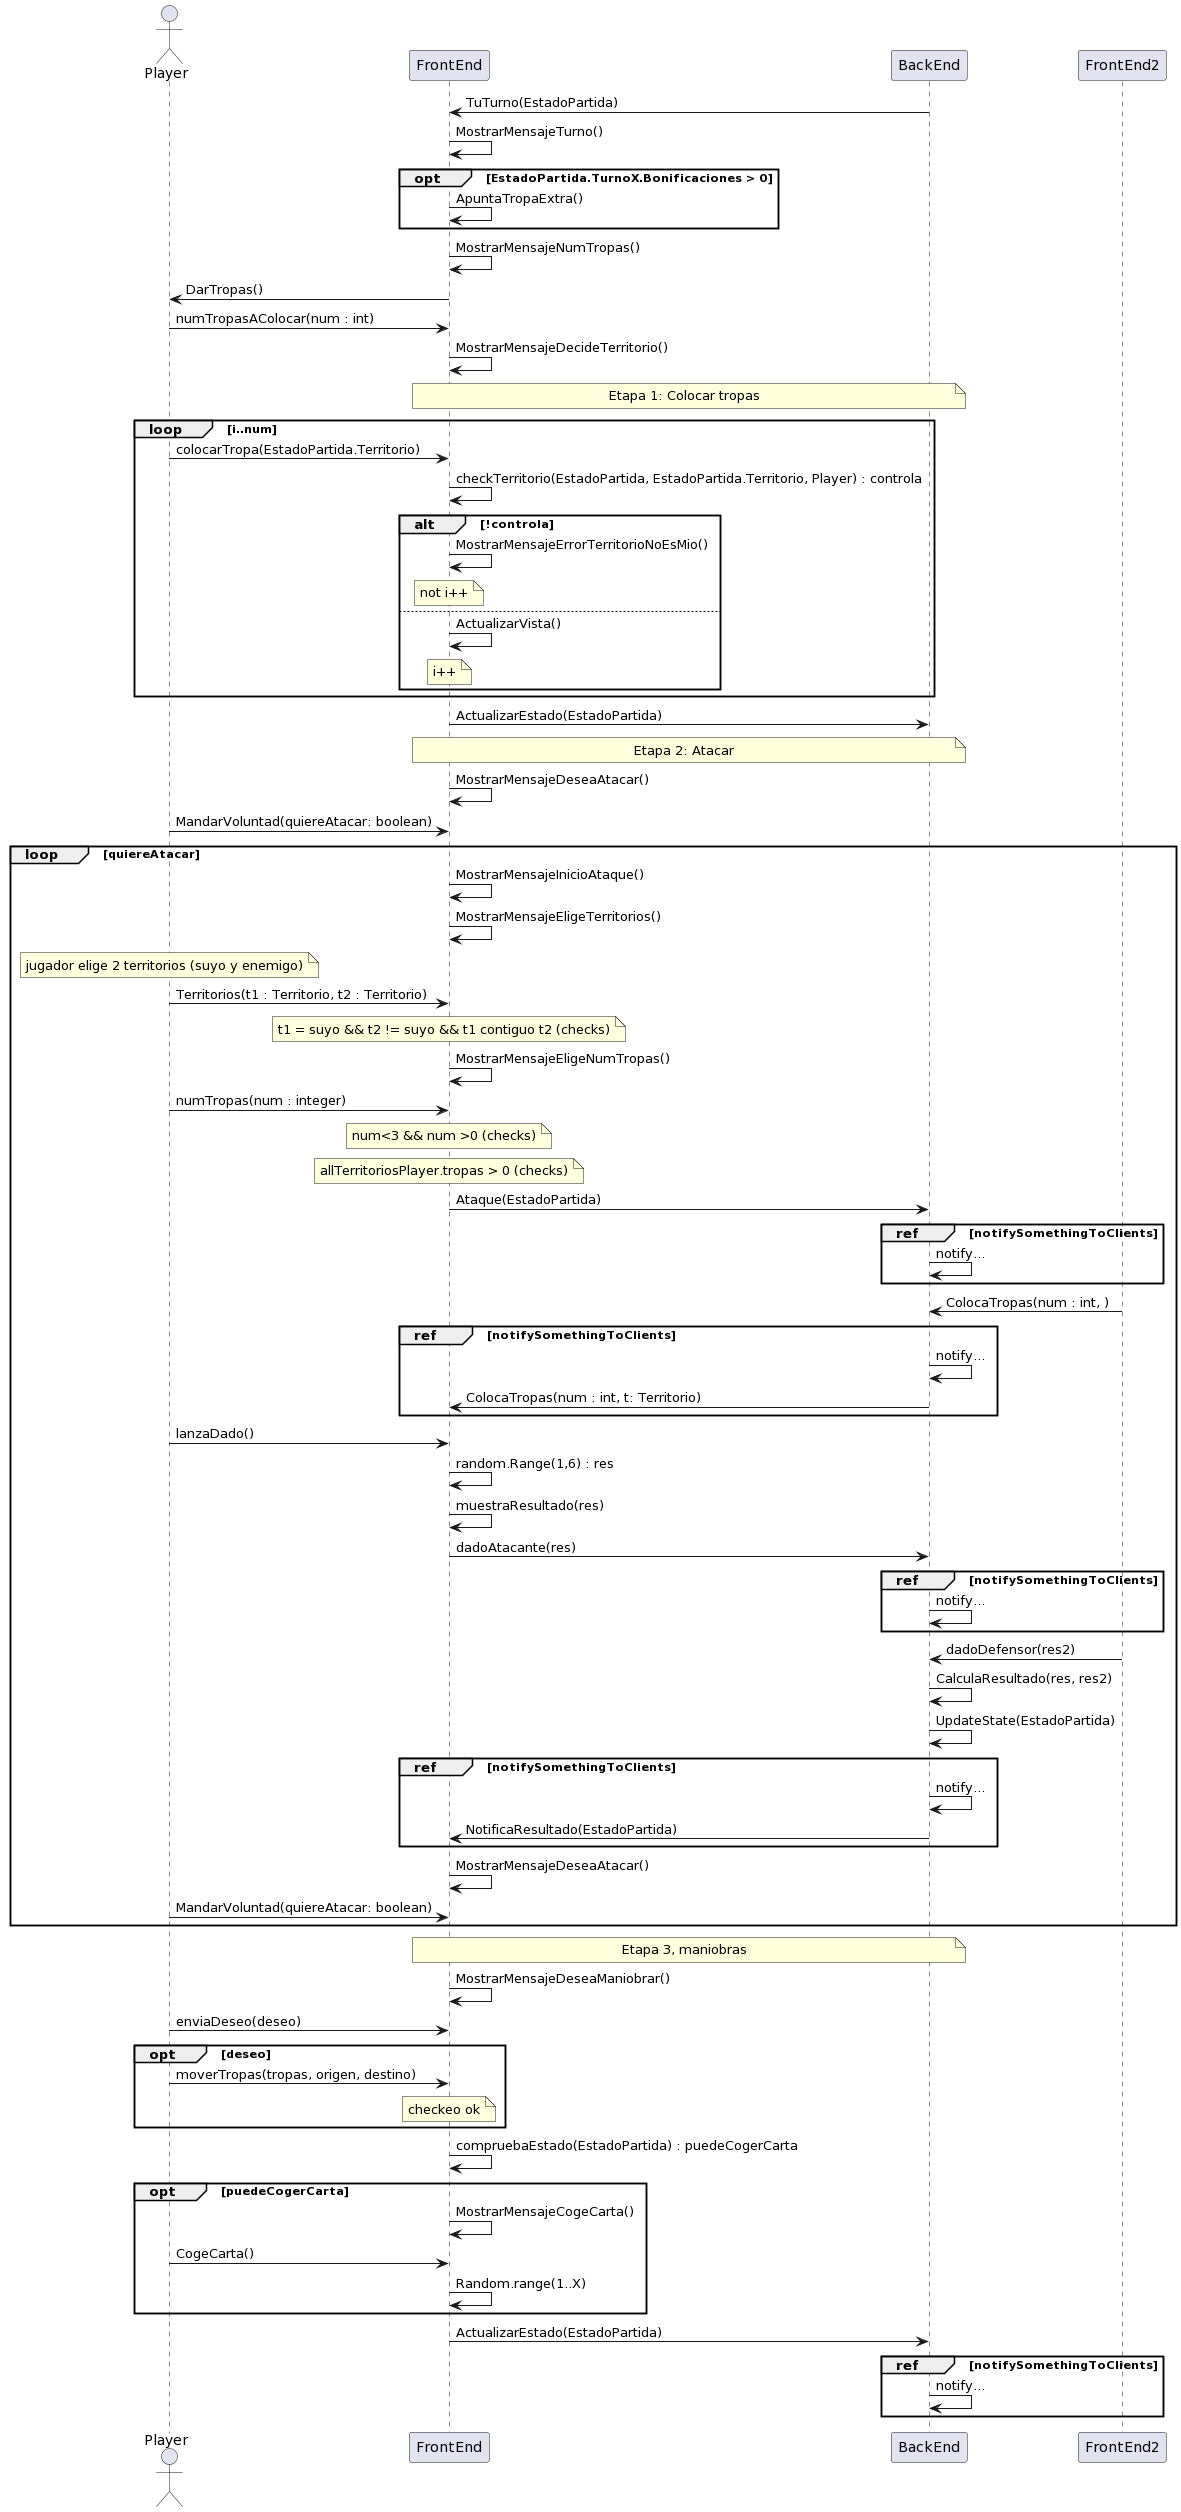 Player
FrontEnd
BackEnd
FrontEnd2
TuTurno(EstadoPartida)
MostrarMensajeTurno()
opt
[EstadoPartida.TurnoX.Bonificaciones > 0]
ApuntaTropaExtra()
MostrarMensajeNumTropas()
DarTropas()
numTropasAColocar(num : int)
MostrarMensajeDecideTerritorio()
Etapa 1: Colocar tropas
loop
[i..num]
colocarTropa(EstadoPartida.Territorio)
checkTerritorio(EstadoPartida, EstadoPartida.Territorio, Player) : controla
alt
[!controla]
MostrarMensajeErrorTerritorioNoEsMio()
not i++
ActualizarVista()
i++
ActualizarEstado(EstadoPartida)
Etapa 2: Atacar
MostrarMensajeDeseaAtacar()
MandarVoluntad(quiereAtacar: boolean)
loop
[quiereAtacar]
MostrarMensajeInicioAtaque()
MostrarMensajeEligeTerritorios()
jugador elige 2 territorios (suyo y enemigo)
Territorios(t1 : Territorio, t2 : Territorio)
t1 = suyo && t2 != suyo && t1 contiguo t2 (checks)
MostrarMensajeEligeNumTropas()
numTropas(num : integer)
num<3 && num >0 (checks)
allTerritoriosPlayer.tropas > 0 (checks)
Ataque(EstadoPartida)
ref
[notifySomethingToClients]
notify...
ColocaTropas(num : int, )
ref
[notifySomethingToClients]
notify...
ColocaTropas(num : int, t: Territorio)
lanzaDado()
random.Range(1,6) : res
muestraResultado(res)
dadoAtacante(res)
ref
[notifySomethingToClients]
notify...
dadoDefensor(res2)
CalculaResultado(res, res2)
UpdateState(EstadoPartida)
ref
[notifySomethingToClients]
notify...
NotificaResultado(EstadoPartida)
MostrarMensajeDeseaAtacar()
MandarVoluntad(quiereAtacar: boolean)
Etapa 3, maniobras
MostrarMensajeDeseaManiobrar()
enviaDeseo(deseo)
opt
[deseo]
moverTropas(tropas, origen, destino)
checkeo ok
compruebaEstado(EstadoPartida) : puedeCogerCarta
opt
[puedeCogerCarta]
MostrarMensajeCogeCarta()
CogeCarta()
Random.range(1..X)
ActualizarEstado(EstadoPartida)
ref
[notifySomethingToClients]
notify...
Player
FrontEnd
BackEnd
FrontEnd2